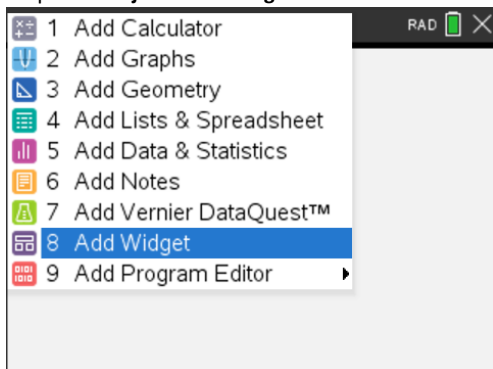 RAD
1 Add Calculator
2 Add Graphs
3 Add Geometry
4 Add Lists & Spreadsheet
5 Add Data & Statistics
6 Add Notes
7 Add Vernier DataQuest™
8 Add Widget
9 Add Program Editor